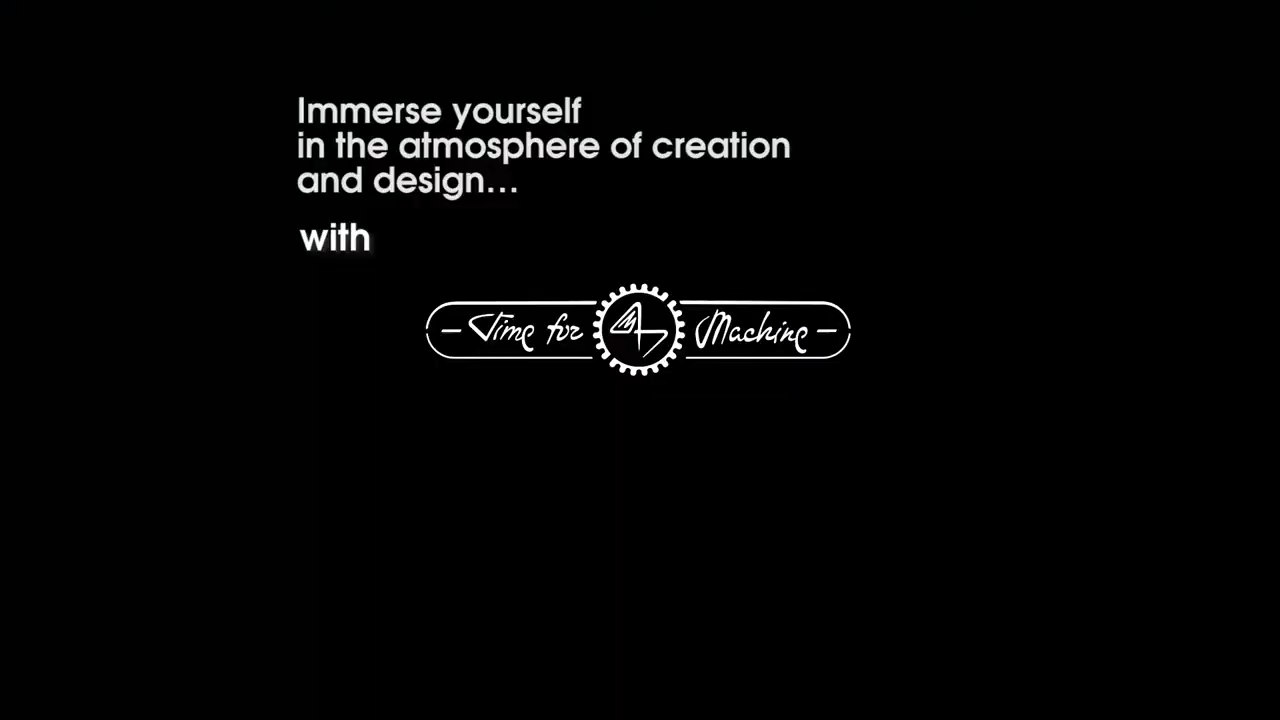 Immerse yourself
in the atmosphere of creation
and design...
with
– Time for Machine –